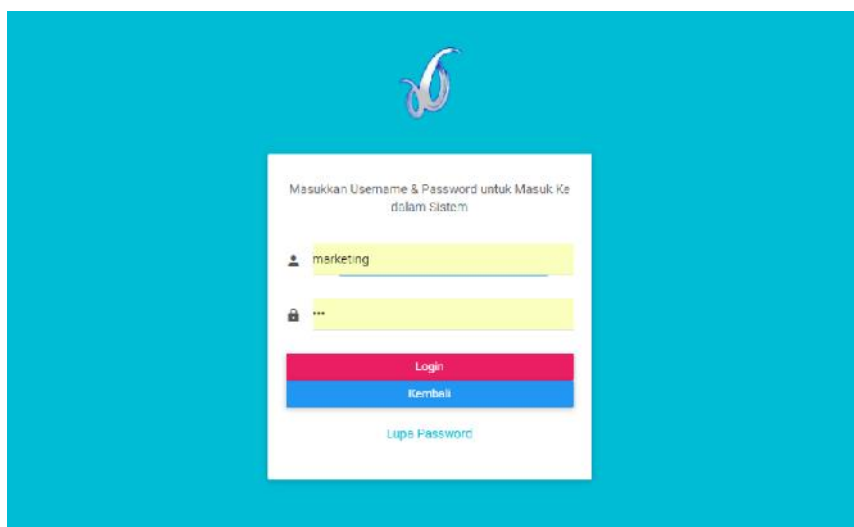 Masukkan Username & Password untuk Masuk Ke
dalam Sistem
marketing
•••
Login
Kembali
Lupa Password